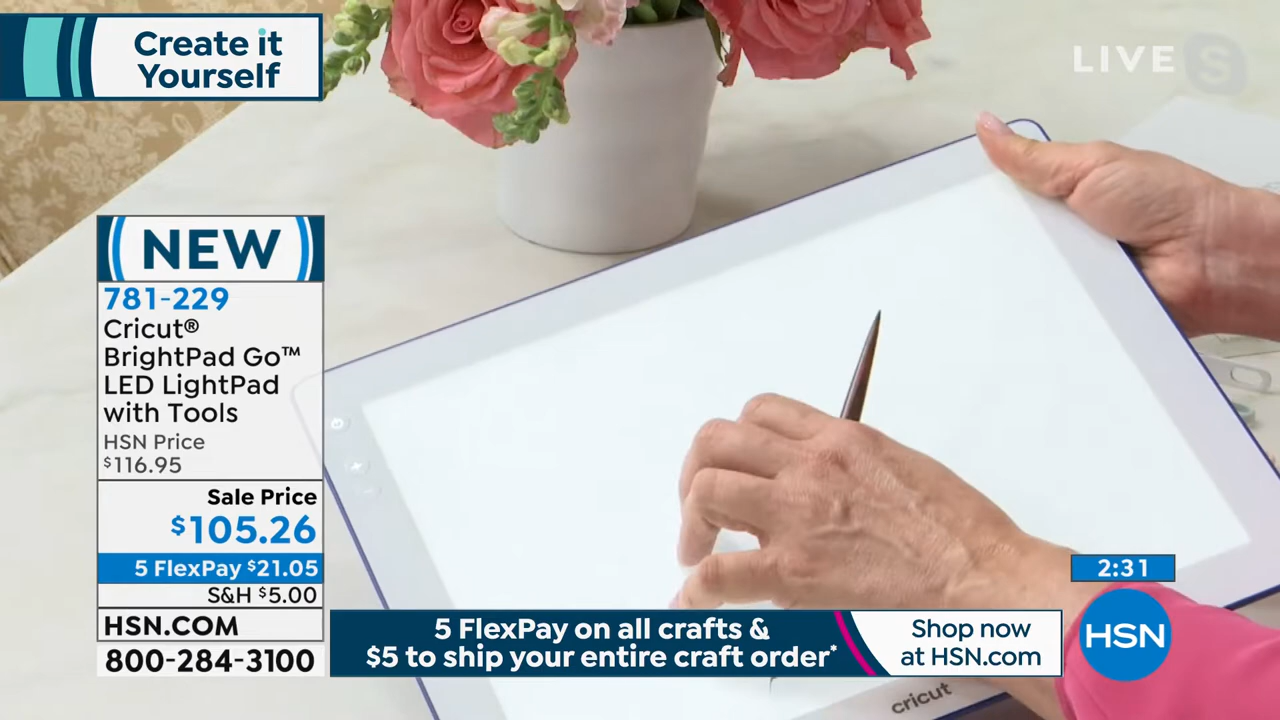 Create it
Yourself
LIVE S
NEW
781-229
Cricut®
BrightPad Go™
LED LightPad
with Tools
HSN Price
$116.95
Sale Price
$105.26
5 FlexPay $21.05
S&H $5.00
HSN.COM
800-284-3100
5 FlexPay on all crafts &
$5 to ship your entire craft order*
Shop now
at HSN.com
2:31
HSN
cricut